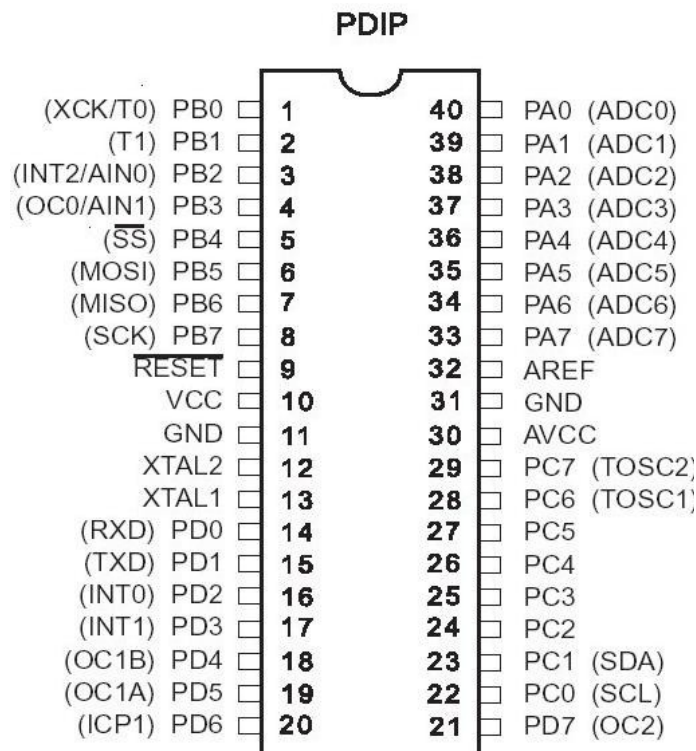 PDIP
(XCK/T0) PB0 1 40 PA0 (ADC0)
(T1) PB1 2 39 PA1 (ADC1)
(INT2/AIN0) PB2 3 38 PA2 (ADC2)
(OC0/AIN1) PB3 4 37 PA3 (ADC3)
(SS) PB4 5 36 PA4 (ADC4)
(MOSI) PB5 6 35 PA5 (ADC5)
(MISO) PB6 7 34 PA6 (ADC6)
(SCK) PB7 8 33 PA7 (ADC7)
RESET 9 32 AREF
VCC 10 31 GND
GND 11 30 AVCC
XTAL2 12 29 PC7 (TOSC2)
XTAL1 13 28 PC6 (TOSC1)
(RXD) PD0 14 27 PC5
(TXD) PD1 15 26 PC4
(INT0) PD2 16 25 PC3
(INT1) PD3 17 24 PC2
(OC1B) PD4 18 23 PC1 (SDA)
(OC1A) PD5 19 22 PC0 (SCL)
(ICP1) PD6 20 21 PD7 (OC2)